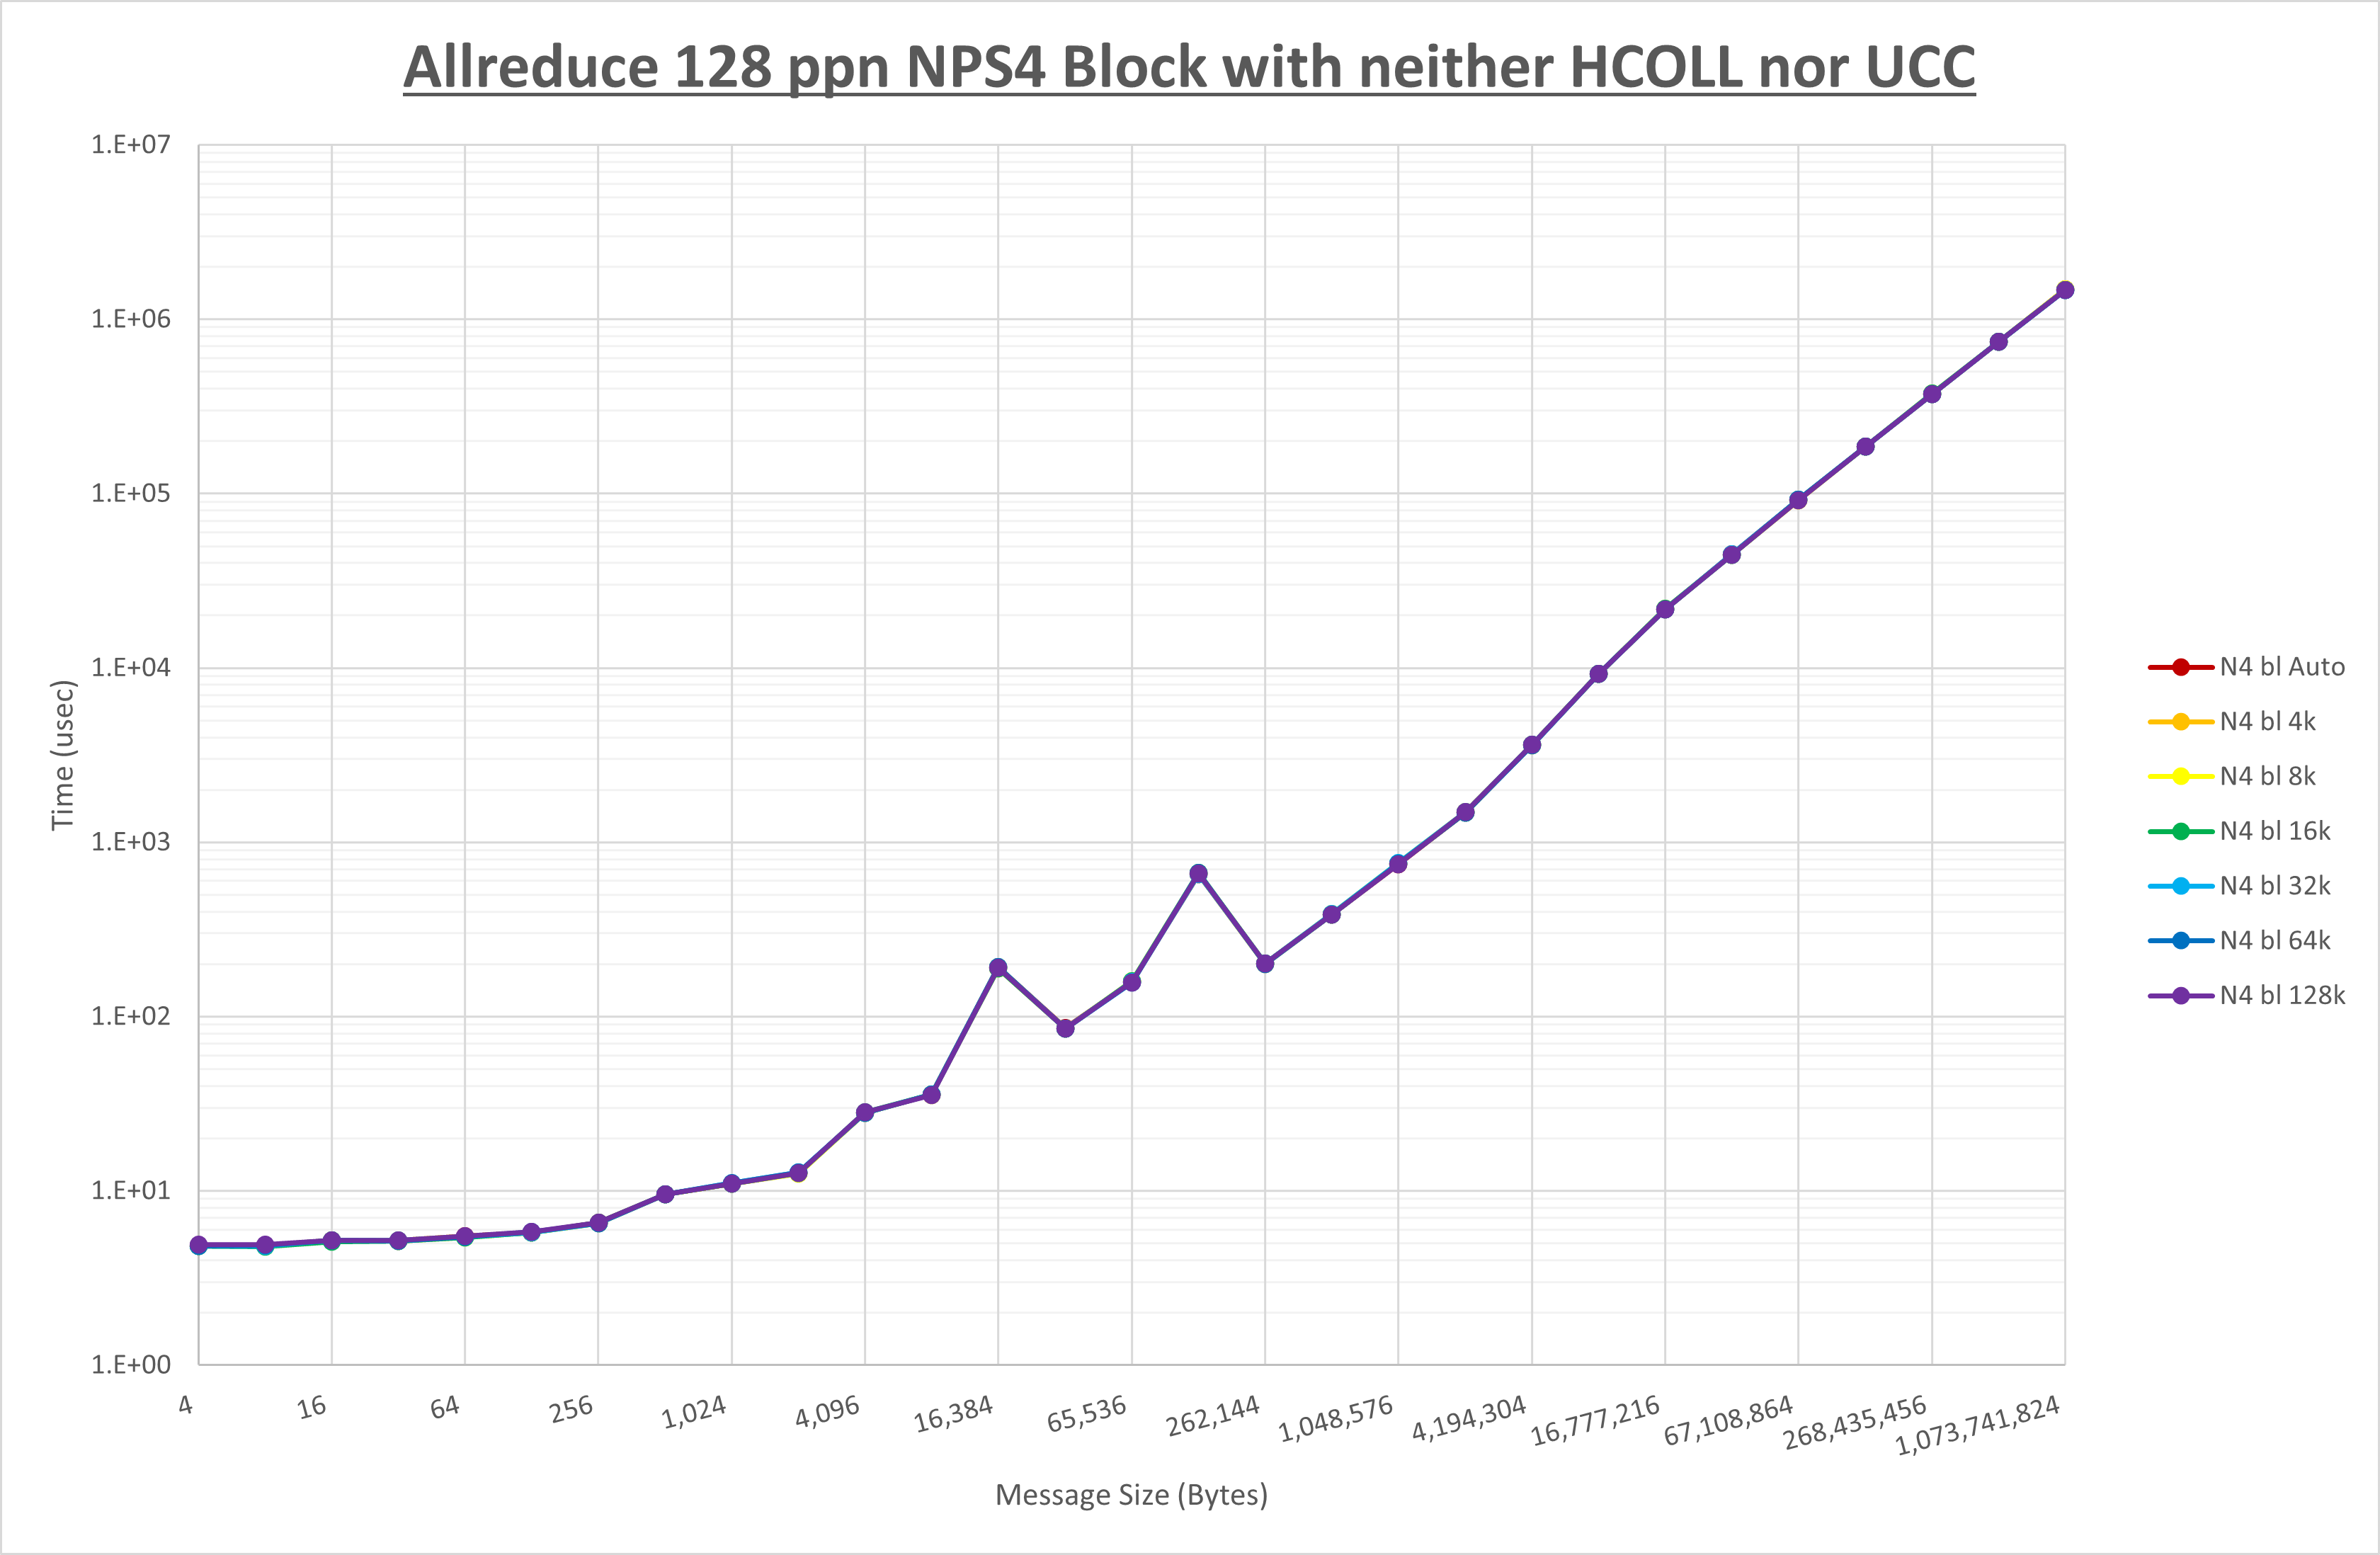 Allreduce 128 ppn NPS4 Block with neither HCOLL nor UCC
1.E+07
1.E+06
1.E+05
1.E+04
1.E+03
1.E+02
1.E+01
1.E+00
Time (usec)
4
16
64
256
1,024
4,096
16,384
65,536
262,144
1,048,576
4,194,304
16,777,216
67,108,864
268,435,456
1,073,741,824
Message Size (Bytes)
N4 bl Auto
N4 bl 4k
N4 bl 8k
N4 bl 16k
N4 bl 32k
N4 bl 64k
N4 bl 128k